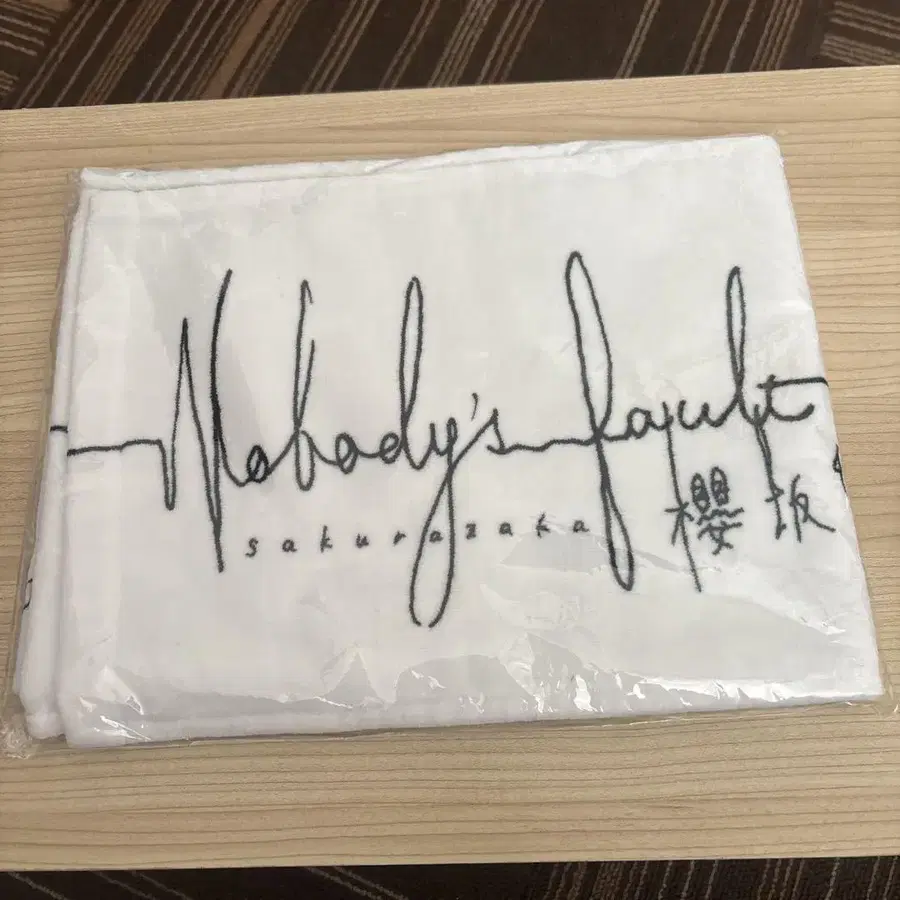 Nobody's fault
sakurazaka
櫻坂